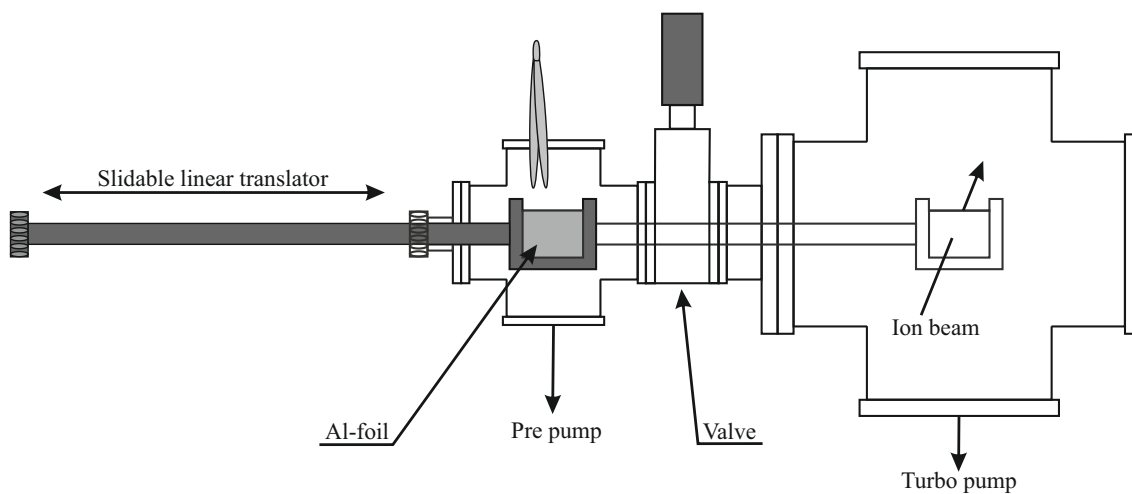 Slidable linear translator
Ion beam
Al-foil
Pre pump
Valve
Turbo pump